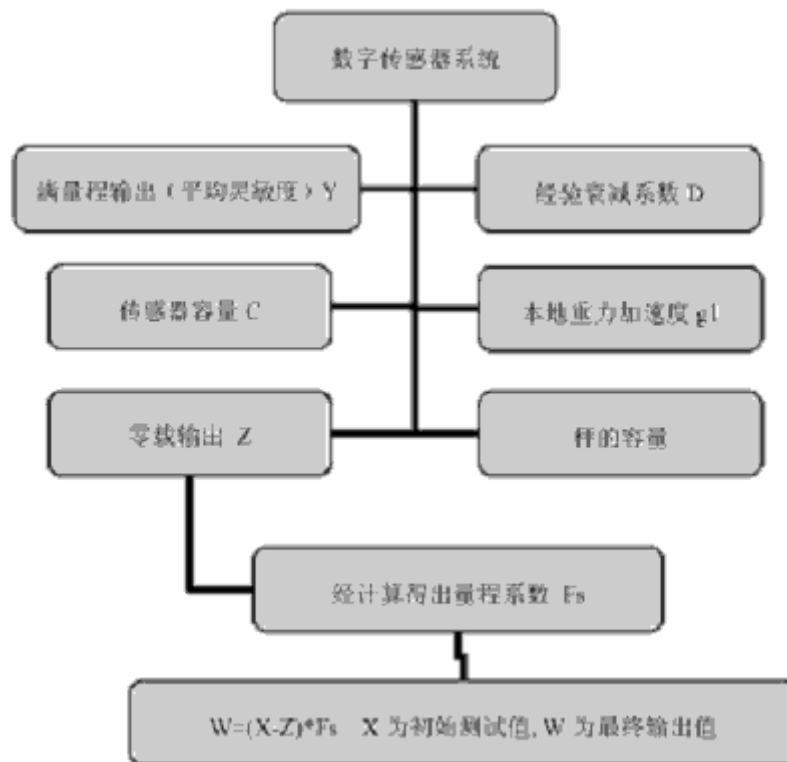 数字传感器系统
满量程输出（平均灵敏度）Y
经验衰减系数 D
传感器容量 C
本地重力加速度 g1
零载输出 Z
秤的容量
经计算得出量程系数 Fs
W=(X-Z)*Fs X 为初始测试值, W 为最终输出值